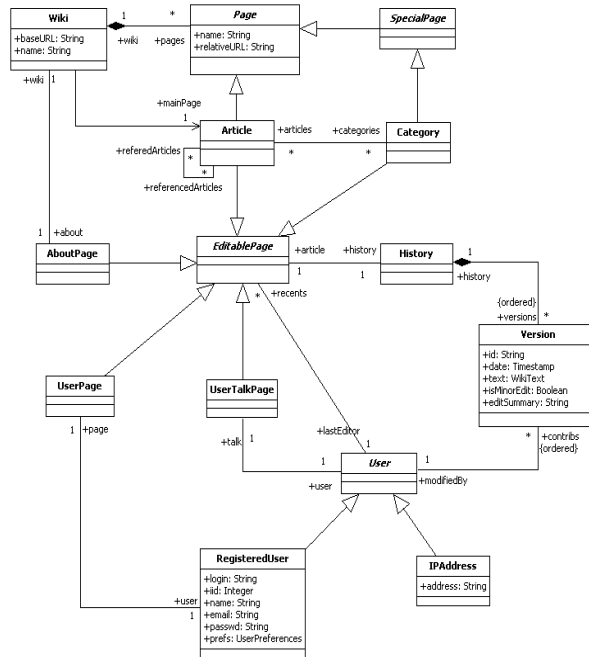 Wiki
+baseURL: String
+name: String
1
+wiki
*
+pages
Page
+name: String
+relativeURL: String
SpecialPage
+wiki
1
+mainPage
1
Article
+articles
*
+categories
*
Category
+referedArticles
*
*
+referencedArticles
1
+about
AboutPage
EditablePage
+article
1
+history
1
History
1
+history
*
+recents
{ordered}
+versions
*
Version
+id: String
+date: Timestamp
+text: WikiText
+isMinorEdit: Boolean
+editSummary: String
UserPage
UserTalkPage
1
+page
+talk
1
+lastEditor
1
*
+contribs
{ordered}
1
+user
User
1
+modifiedBy
RegisteredUser
+login: String
+iid: Integer
+name: String
+email: String
+passwd: String
+prefs: UserPreferences
+user
1
IPAddress
+address: String